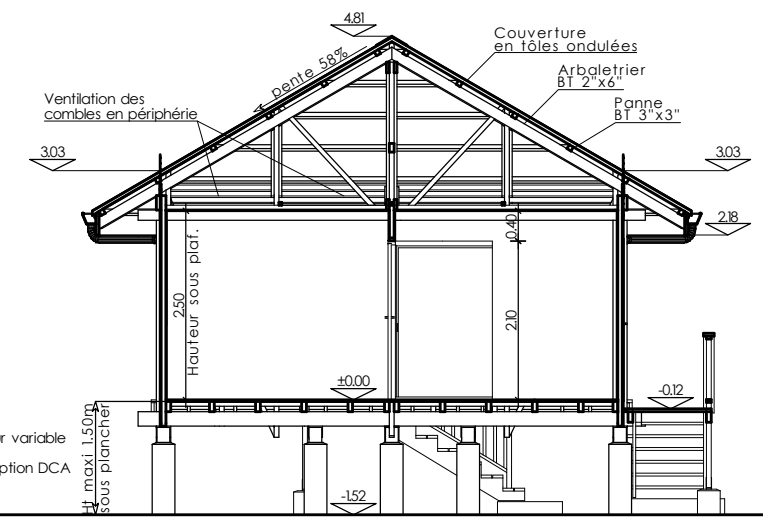 4.81
Couverture
en tôles ondulées
pente 58%
Arbaletrier
BT 2"x6"
Ventilation des
combles en périphérie
Panne
BT 3"x3"
3.03
3.03
2.18
0.40
2.50
Hauteur sous plaf.
2.10
±0.00
-0.12
Ht maxi 1.50m
sous plancher
ur variable
ption DCA
-1.52